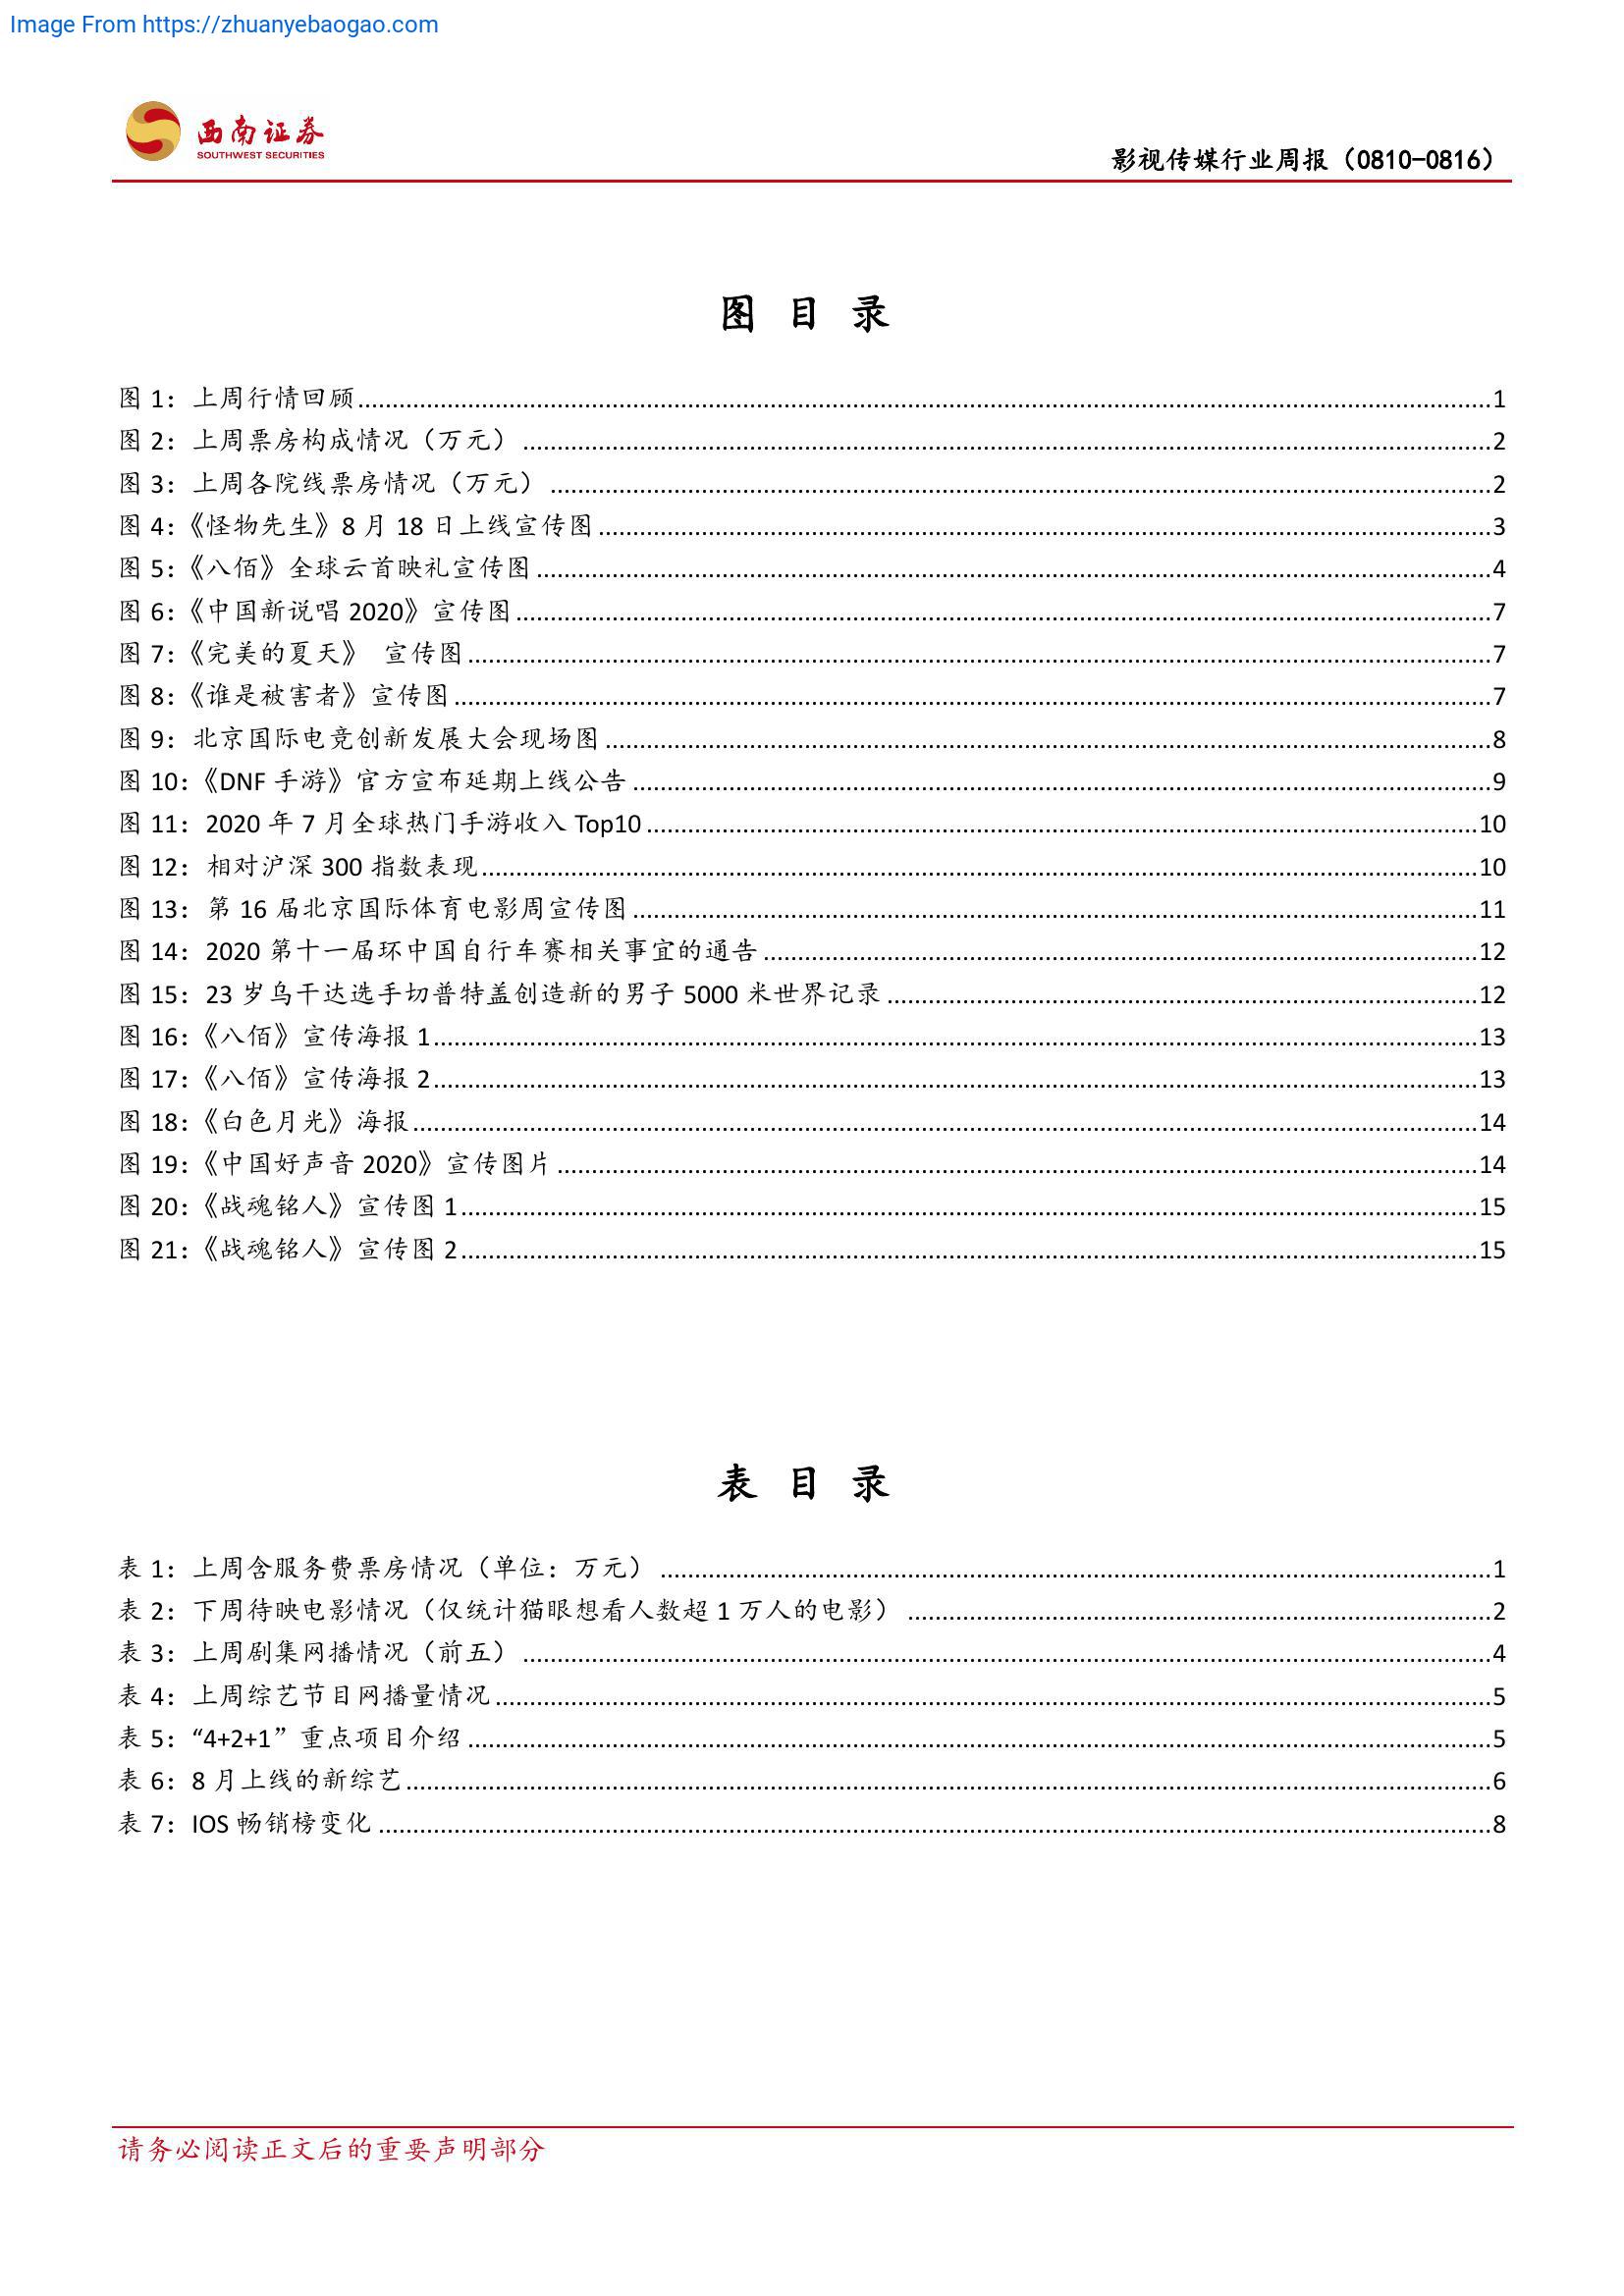 Image From https://zhuanyebaogao.com
西南证券
SOUTHWEST SECURITIES
影视传媒行业周报（0810-0816）
图 目 录
图 1：上周行情回顾 1
图 2：上周票房构成情况（万元） 2
图 3：上周各院线票房情况（万元） 2
图 4：《怪物先生》8 月 18 日上线宣传图 3
图 5：《八佰》全球云首映礼宣传图 4
图 6：《中国新说唱 2020》宣传图 7
图 7：《完美的夏天》 宣传图 7
图 8：《谁是被害者》宣传图 7
图 9：北京国际电竞创新发展大会现场图 8
图 10：《DNF 手游》官方宣布延期上线公告 9
图 11：2020 年 7 月全球热门手游收入 Top10 10
图 12：相对沪深 300 指数表现 10
图 13：第 16 届北京国际体育电影周宣传图 11
图 14：2020 第十一届环中国自行车赛相关事宜的通告 12
图 15：23 岁乌干达选手切普特盖创造新的男子 5000 米世界记录 12
图 16：《八佰》宣传海报 1 13
图 17：《八佰》宣传海报 2 13
图 18：《白色月光》海报 14
图 19：《中国好声音 2020》宣传图片 14
图 20：《战魂铭人》宣传图 1 15
图 21：《战魂铭人》宣传图 2 15
表 目 录
表 1：上周含服务费票房情况（单位：万元） 1
表 2：下周待映电影情况（仅统计猫眼想看人数超 1 万人的电影） 2
表 3：上周剧集网播情况（前五） 4
表 4：上周综艺节目网播量情况 5
表 5：“4+2+1”重点项目介绍 5
表 6：8 月上线的新综艺 6
表 7：IOS 畅销榜变化 8
请务必阅读正文后的重要声明部分